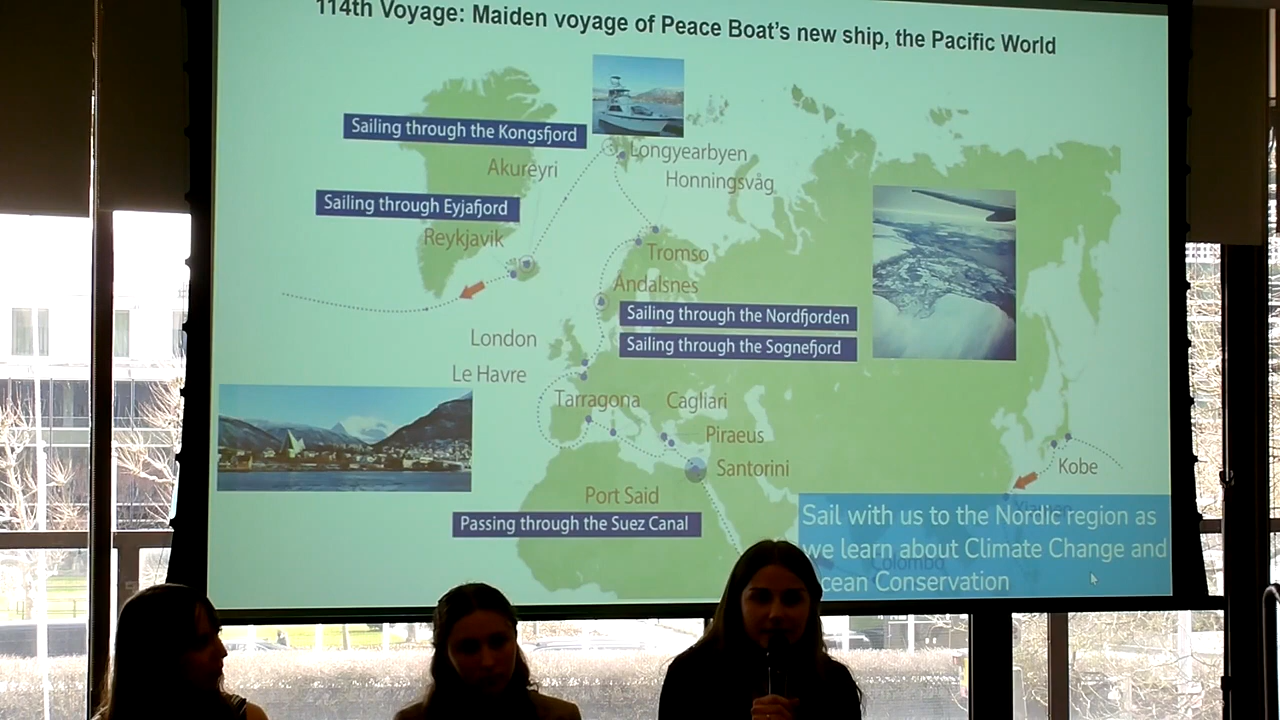 114th Voyage: Maiden voyage of Peace Boat's new ship, the Pacific World
Sailing through the Kongsfjord
Longyearbyen
Akureyri
Honningsvåg
Sailing through Eyjafjord
Reykjavik
Tromso
Andalsnes
Sailing through the Nordfjorden
London
Sailing through the Sognefjord
Le Havre
Tarragona
Cagliari
Piraeus
Santorini
Kobe
Port Said
Passing through the Suez Canal
Sail with us to the Nordic region as
we learn about Climate Change and
Colombo
cean Conservation